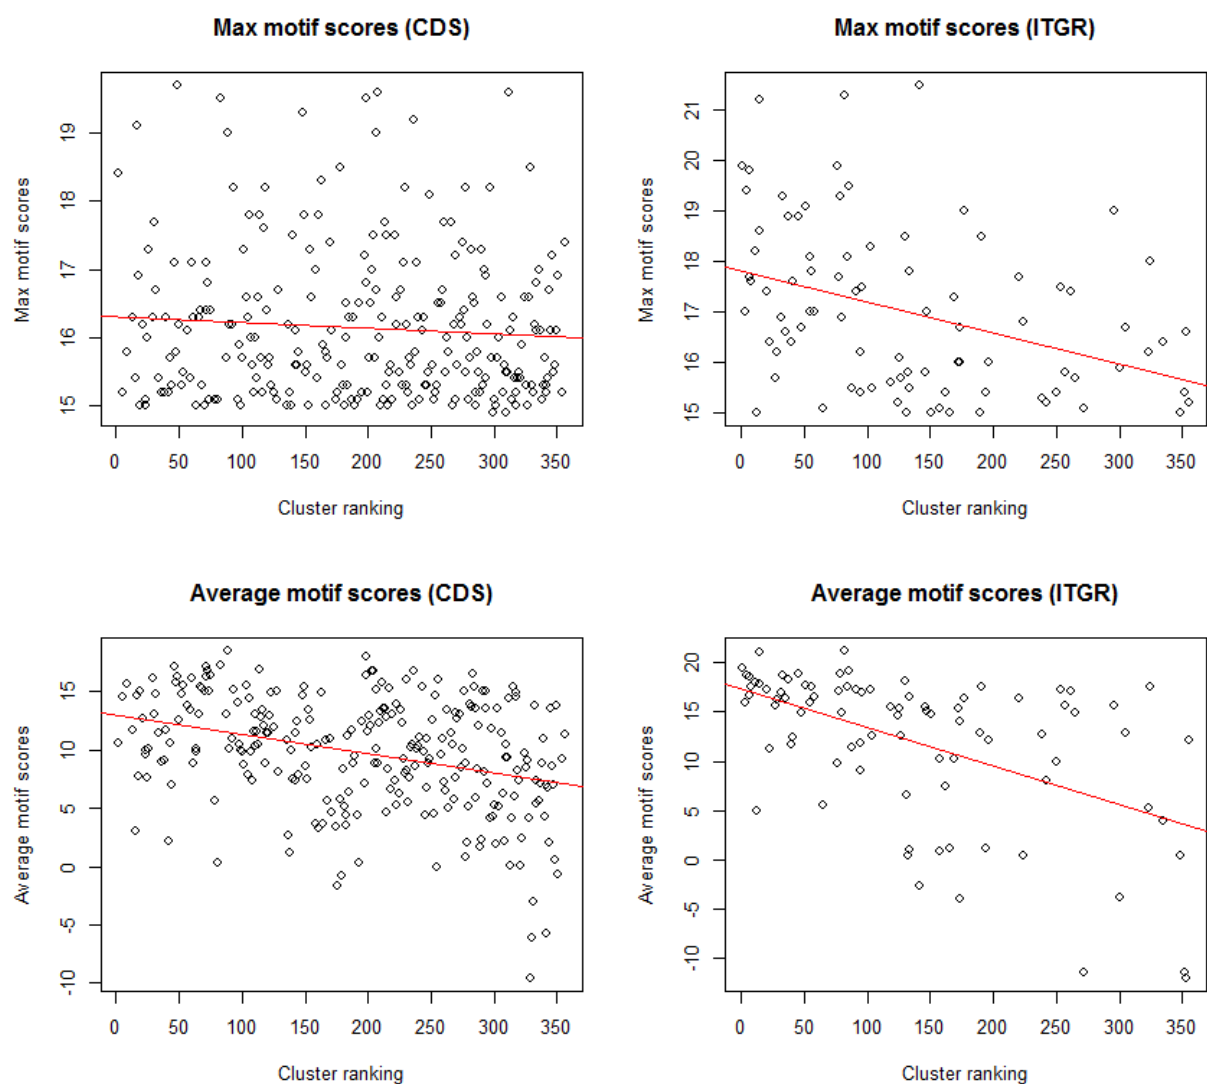 Max motif scores (CDS)
Max motif scores
19
18
17
16
15
0 50 100 150 200 250 300 350
Cluster ranking
Max motif scores (ITGR)
Max motif scores
21
20
19
18
17
16
15
0 50 100 150 200 250 300 350
Cluster ranking
Average motif scores (CDS)
Average motif scores
15
10
5
0
-5
-10
0 50 100 150 200 250 300 350
Cluster ranking
Average motif scores (ITGR)
Average motif scores
20
15
10
5
0
-5
-10
0 50 100 150 200 250 300 350
Cluster ranking